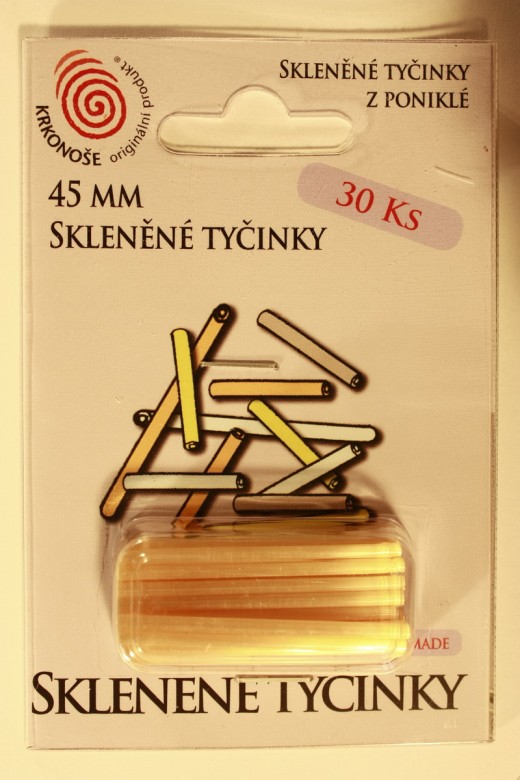 KRKONOŠE originální produkt®
SKLENĚNÉ TYČINKY
Z PONIKLÉ
45 MM
SKLENĚNÉ TYČINKY
30 KS
MADE
SKLENĚNÉ TYČINKY